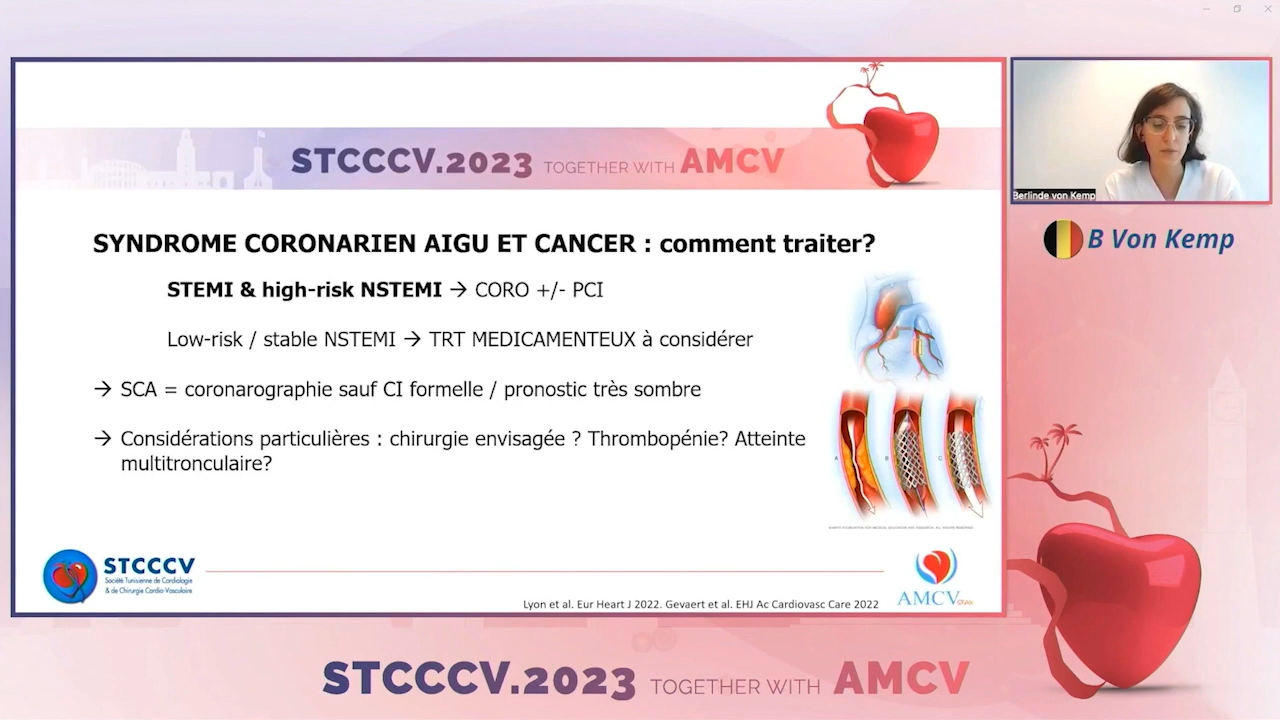 STCCCV.2023 TOGETHER WITH AMCV
SYNDROME CORONARIEN AIGU ET CANCER : comment traiter?
STEMI & high-risk NSTEMI → CORO +/- PCI
Low-risk / stable NSTEMI → TRT MEDICAMENTEUX à considérer
→ SCA = coronarographie sauf CI formelle / pronostic très sombre
→ Considérations particulières : chirurgie envisagée ? Thrombopénie? Atteinte
multitronculaire?
A B C
STCCCV
Société Tunisienne de Cardiologie
& de Chirurgie Cardio-Vasculaire
Lyon et al. Eur Heart J 2022. Gevaert et al. EHJ Ac Cardiovasc Care 2022
AMCV
Berlinde von Kemp
B Von Kemp
STCCCV.2023 TOGETHER WITH AMCV